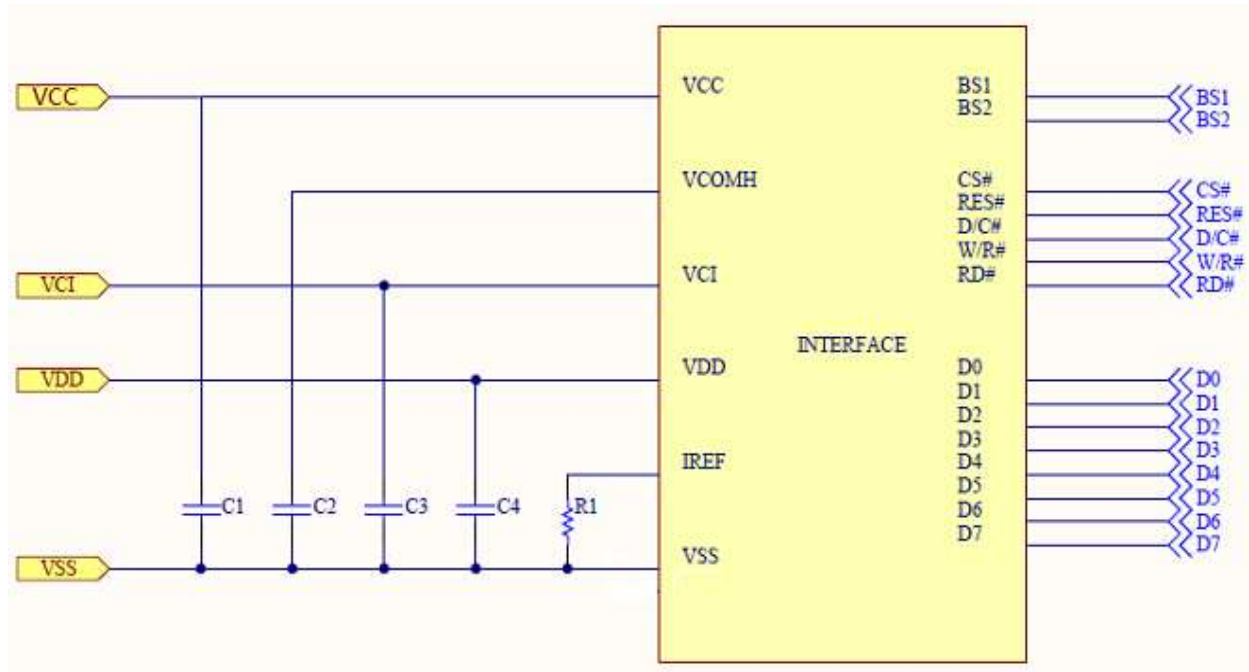 VCC
VCI
VDD
VSS
C1 C2 C3 C4 R1
VCC
VCOMH
VCI
VDD
IREF
VSS
INTERFACE
BS1
BS2
CS#
RES#
D/C#
W/R#
RD#
D0
D1
D2
D3
D4
D5
D6
D7
BS1
BS2
CS#
RES#
D/C#
W/R#
RD#
D0
D1
D2
D3
D4
D5
D6
D7